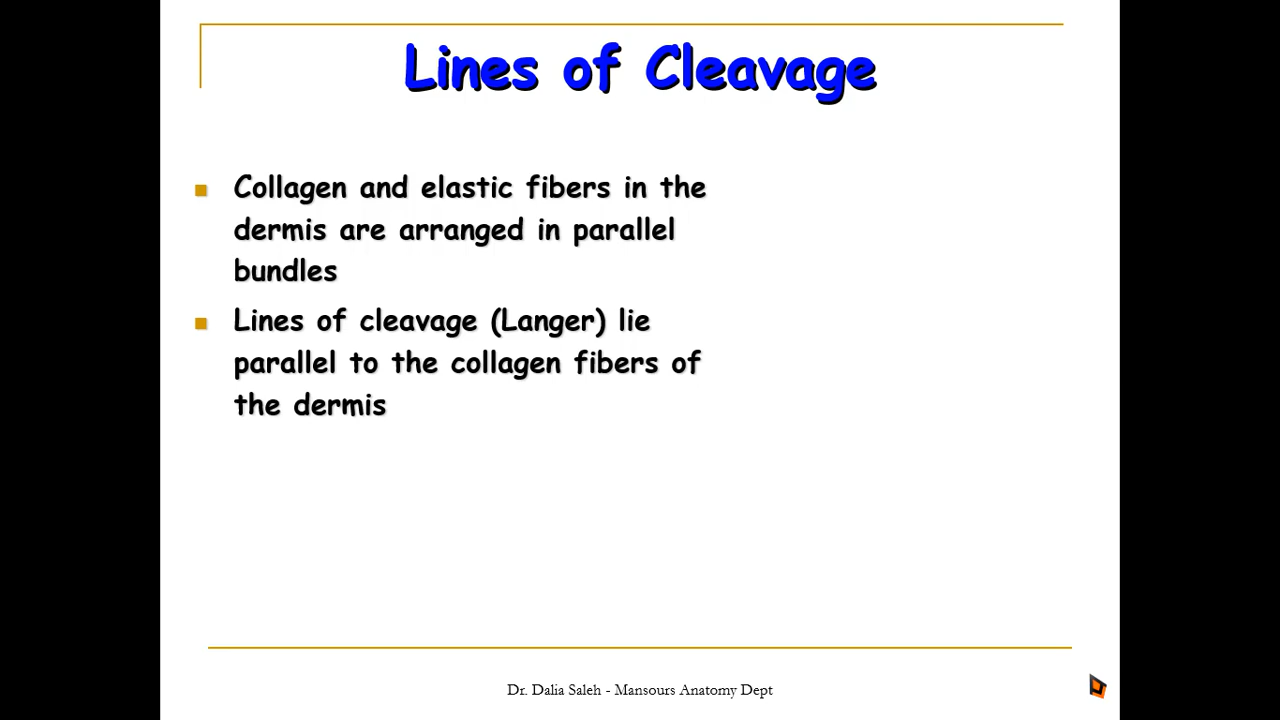 Lines of Cleavage
Collagen and elastic fibers in the
dermis are arranged in parallel
bundles
Lines of cleavage (Langer) lie
parallel to the collagen fibers of
the dermis
Dr. Dalia Saleh - Mansours Anatomy Dept